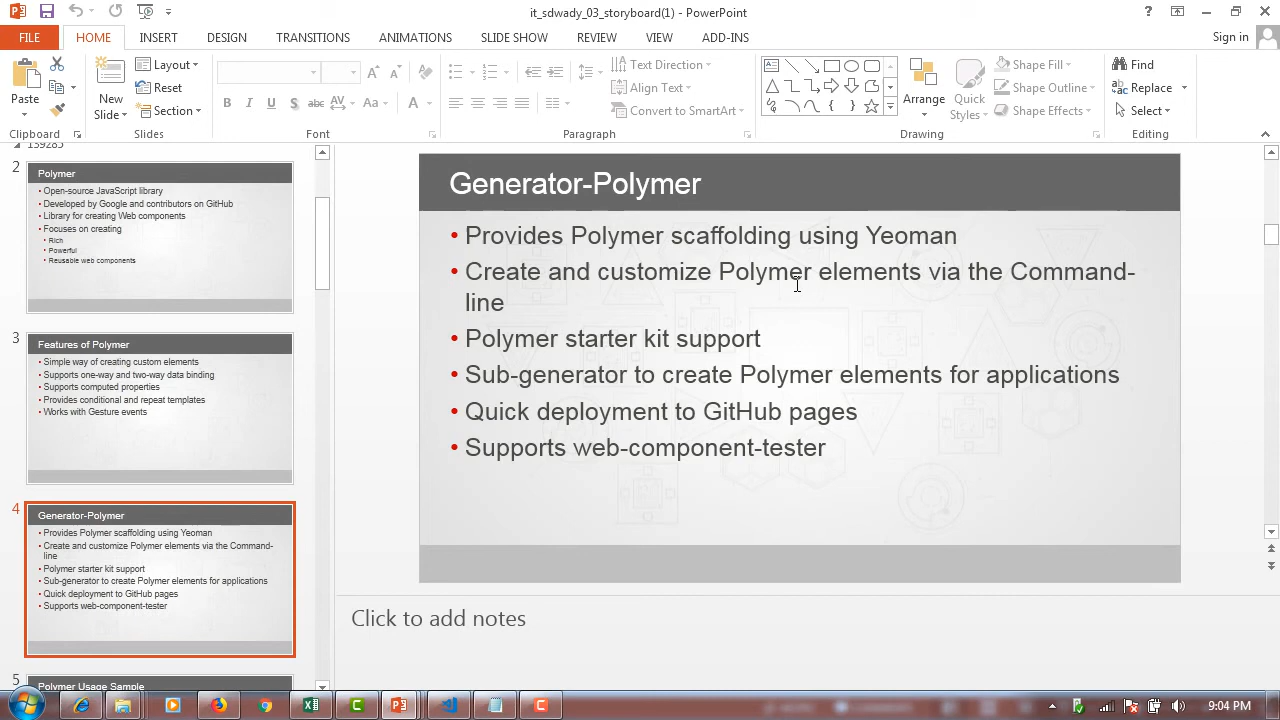 it_sdwady_03_storyboard(1) - PowerPoint
FILE HOME INSERT DESIGN TRANSITIONS ANIMATIONS SLIDE SHOW REVIEW VIEW ADD-INS Sign in
Paste
New Slide
Layout
Reset
Section
B I U S abc AV Aa A
Text Direction
Align Text
Convert to SmartArt
Arrange
Quick Styles
Shape Fill
Shape Outline
Shape Effects
Find
Replace
Select
Clipboard Slides Font Paragraph Drawing Editing
139285
2
Polymer
• Open-source JavaScript library
• Developed by Google and contributors on GitHub
• Library for creating Web components
• Focuses on creating
• Rich
• Powerful
• Reusable web components
3
Features of Polymer
• Simple way of creating custom elements
• Supports one-way and two-way data binding
• Supports computed properties
• Provides conditional and repeat templates
• Works with Gesture events
4
Generator-Polymer
• Provides Polymer scaffolding using Yeoman
• Create and customize Polymer elements via the Command-
line
• Polymer starter kit support
• Sub-generator to create Polymer elements for applications
• Quick deployment to GitHub pages
• Supports web-component-tester
5
Polymer Usage Sample
Generator-Polymer
• Provides Polymer scaffolding using Yeoman
• Create and customize Polymer elements via the Command-
line
• Polymer starter kit support
• Sub-generator to create Polymer elements for applications
• Quick deployment to GitHub pages
• Supports web-component-tester
Click to add notes
9:04 PM